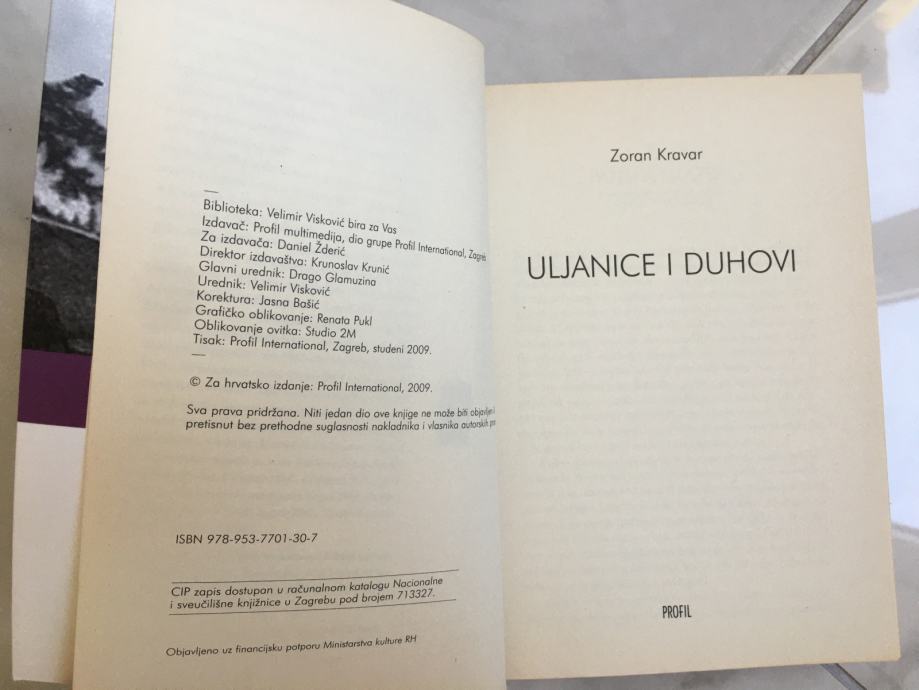 Biblioteka: Velimir Visković bira za Vas
Izdavač: Profil multimedija, dio grupe Profil International, Zagreb
Za izdavača: Daniel Žderić
Direktor izdavaštva: Krunoslav Krunić
Glavni urednik: Drago Glamuzina
Urednik: Velimir Visković
Korektura: Jasna Bašić
Grafičko oblikovanje: Renata Pukl
Oblikovanje ovitka: Studio 2M
Tisak: Profil International, Zagreb, studeni 2009.
© Za hrvatsko izdanje: Profil International, 2009.
Sva prava pridržana. Niti jedan dio ove knjige ne može biti
pretisnut bez prethodne suglasnosti nakladnika i vlasnika autorskih
ISBN 978-953-7701-30-7
CIP zapis dostupan u računalnom katalogu Nacionalne
i sveučilišne knjižnice u Zagrebu pod brojem 713327.
Objavljeno uz financijsku potporu Ministarstva kulture RH
Zoran Kravar
ULJANICE I DUHOVI
PROFIL